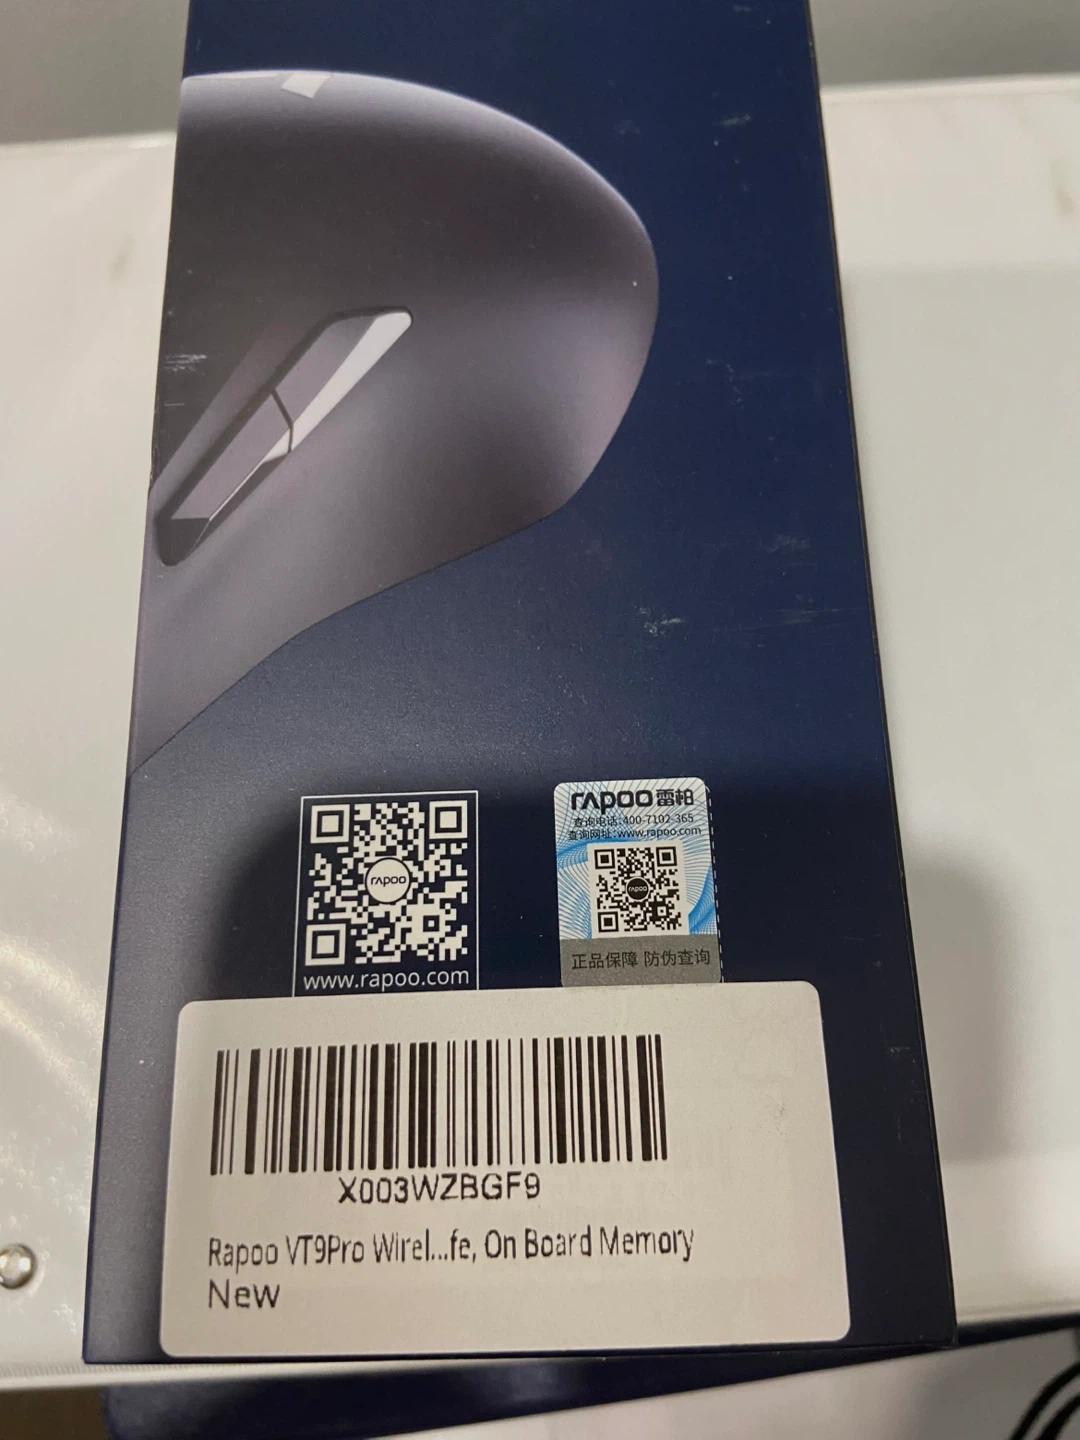 rapoo
www.rapoo.com
rapoo雷柏
查询电话:400-7102-365
查询网址:www.rapoo.com
rapoo
正品保障 防伪查询
X003WZBGF9
Rapoo VT9Pro Wirel...fe, On Board Memory
New